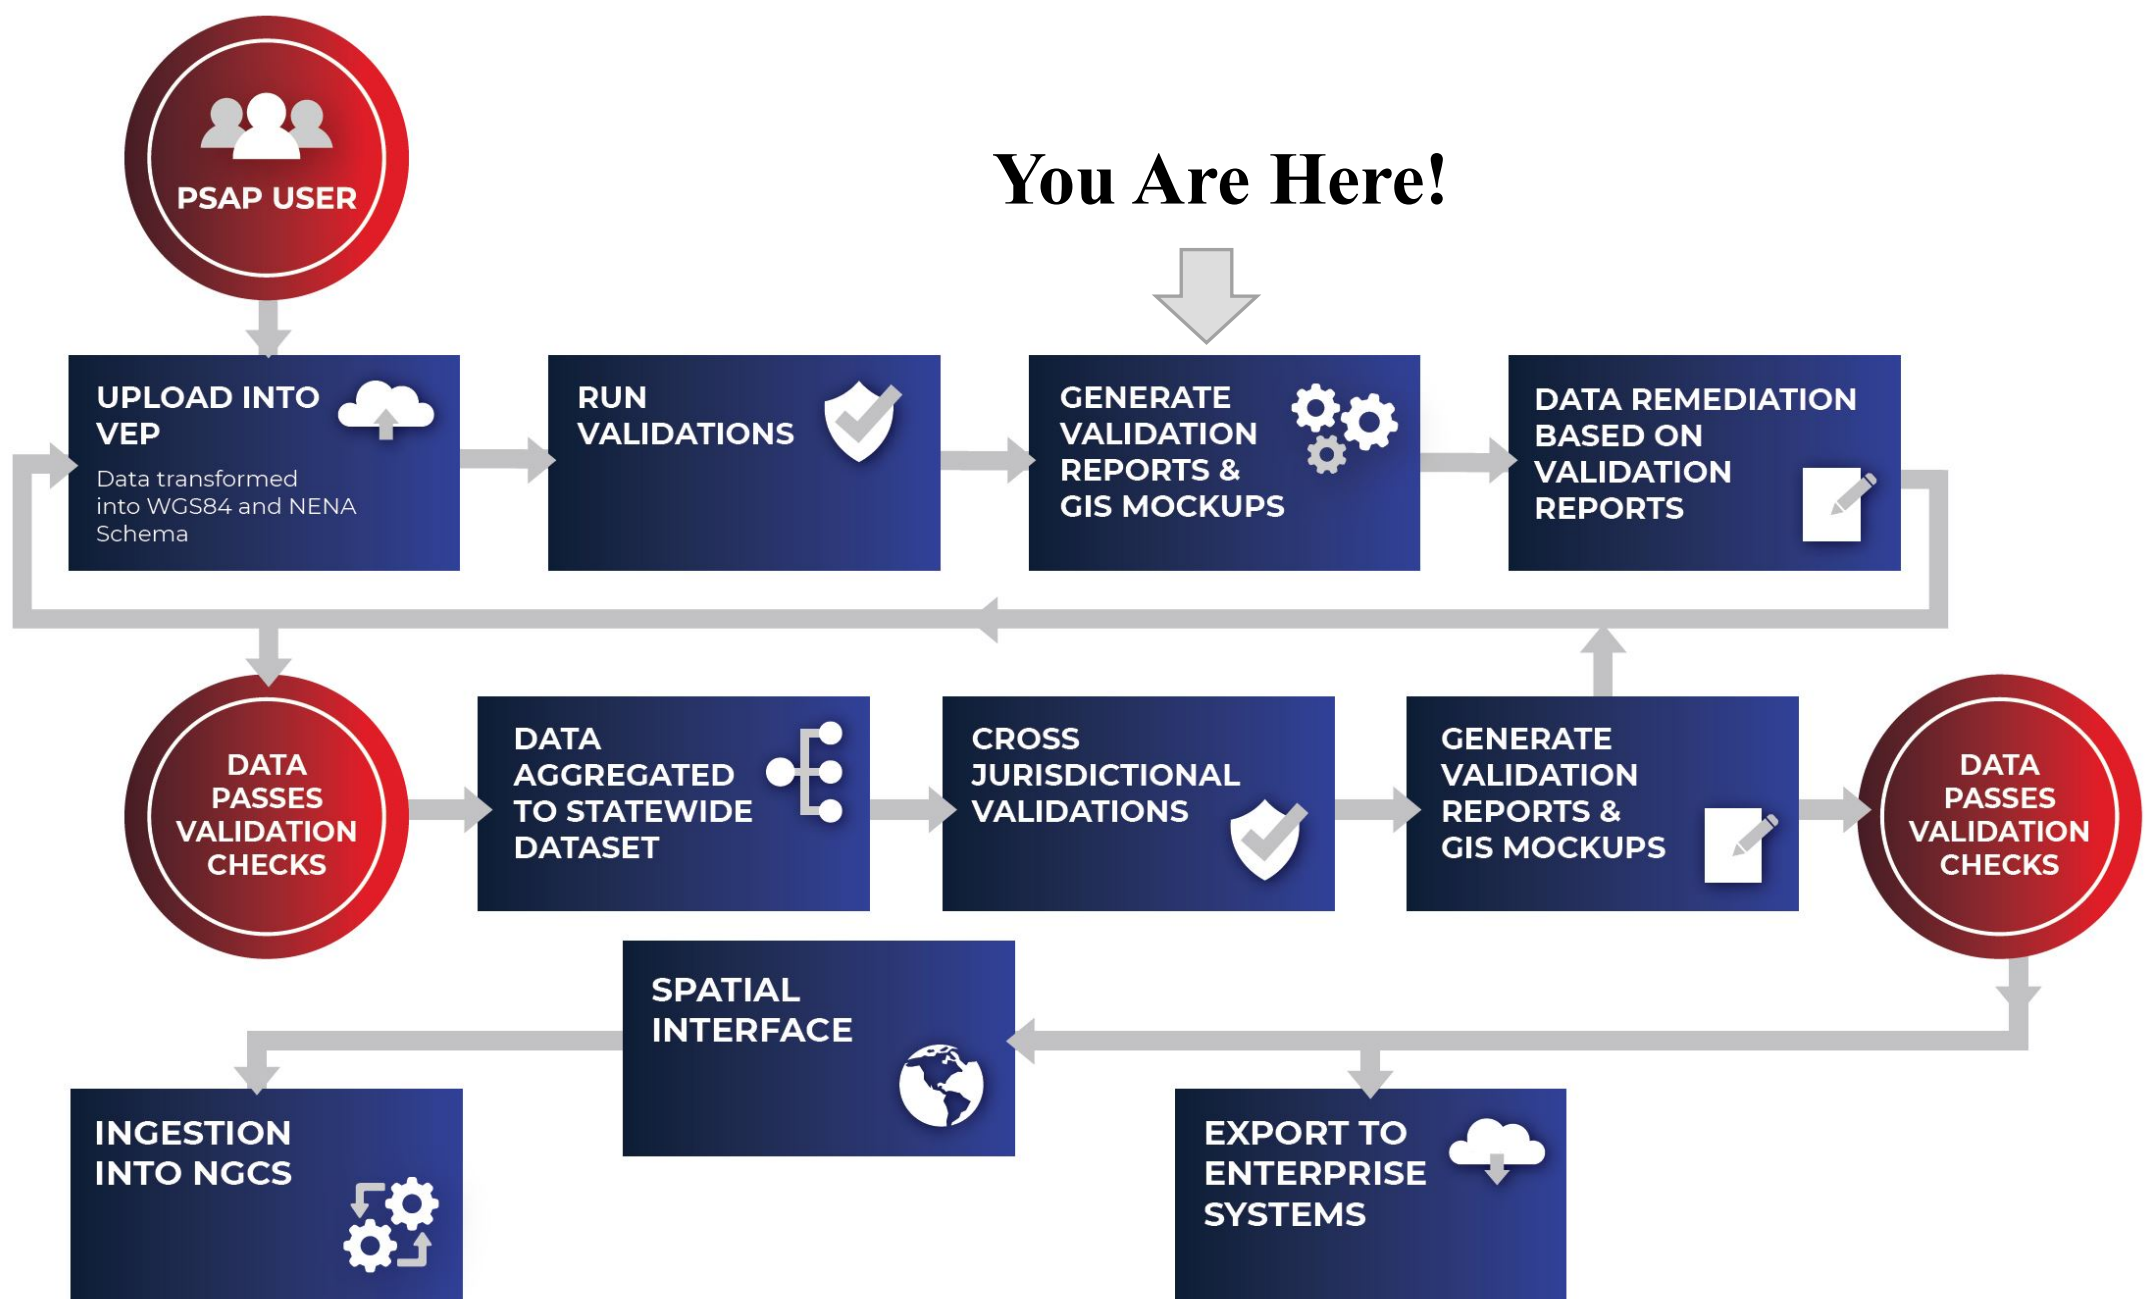 PSAP USER
You Are Here!
UPLOAD INTO
VEP
Data transformed
into WGS84 and NENA
Schema
RUN
VALIDATIONS
GENERATE
VALIDATION
REPORTS &
GIS MOCKUPS
DATA REMEDIATION
BASED ON
VALIDATION
REPORTS
DATA
PASSES
VALIDATION
CHECKS
DATA
AGGREGATED
TO STATEWIDE
DATASET
CROSS
JURISDICTIONAL
VALIDATIONS
GENERATE
VALIDATION
REPORTS &
GIS MOCKUPS
DATA
PASSES
VALIDATION
CHECKS
SPATIAL
INTERFACE
INGESTION
INTO NGCS
EXPORT TO
ENTERPRISE
SYSTEMS